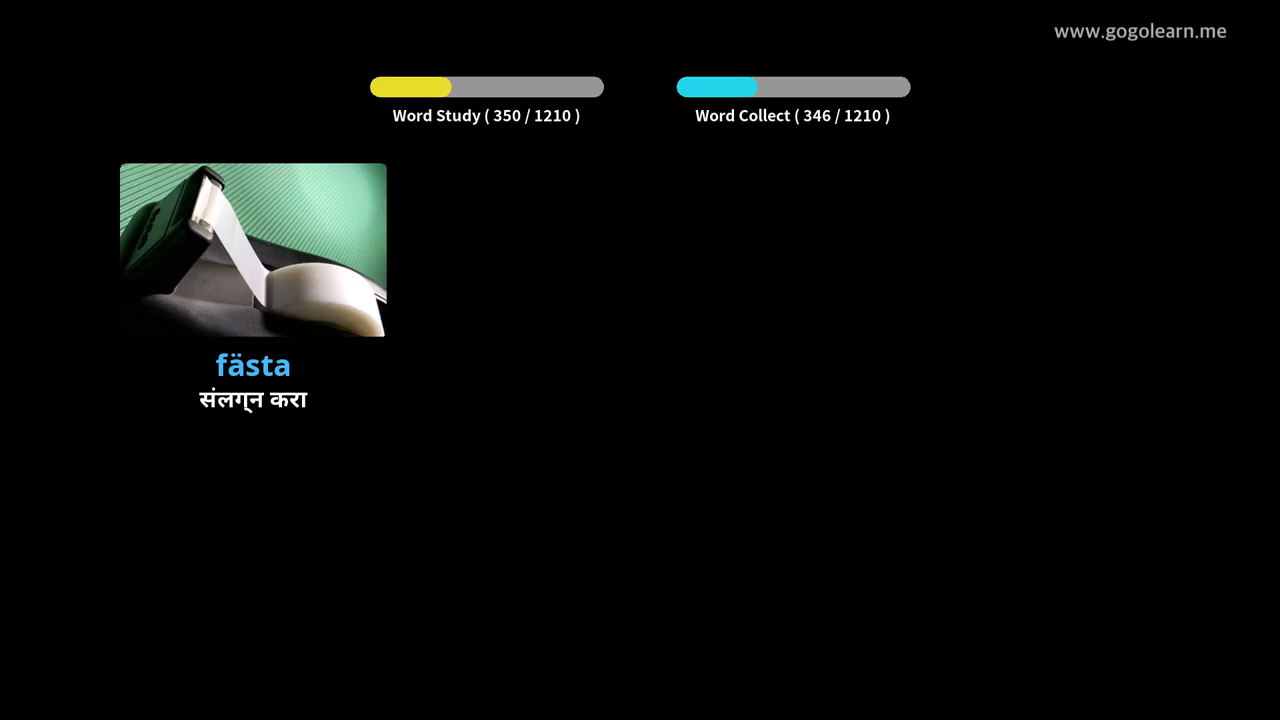 www.gogolearn.me
Word Study ( 350 / 1210 )
Word Collect ( 346 / 1210 )
fästa
संलग्न करा